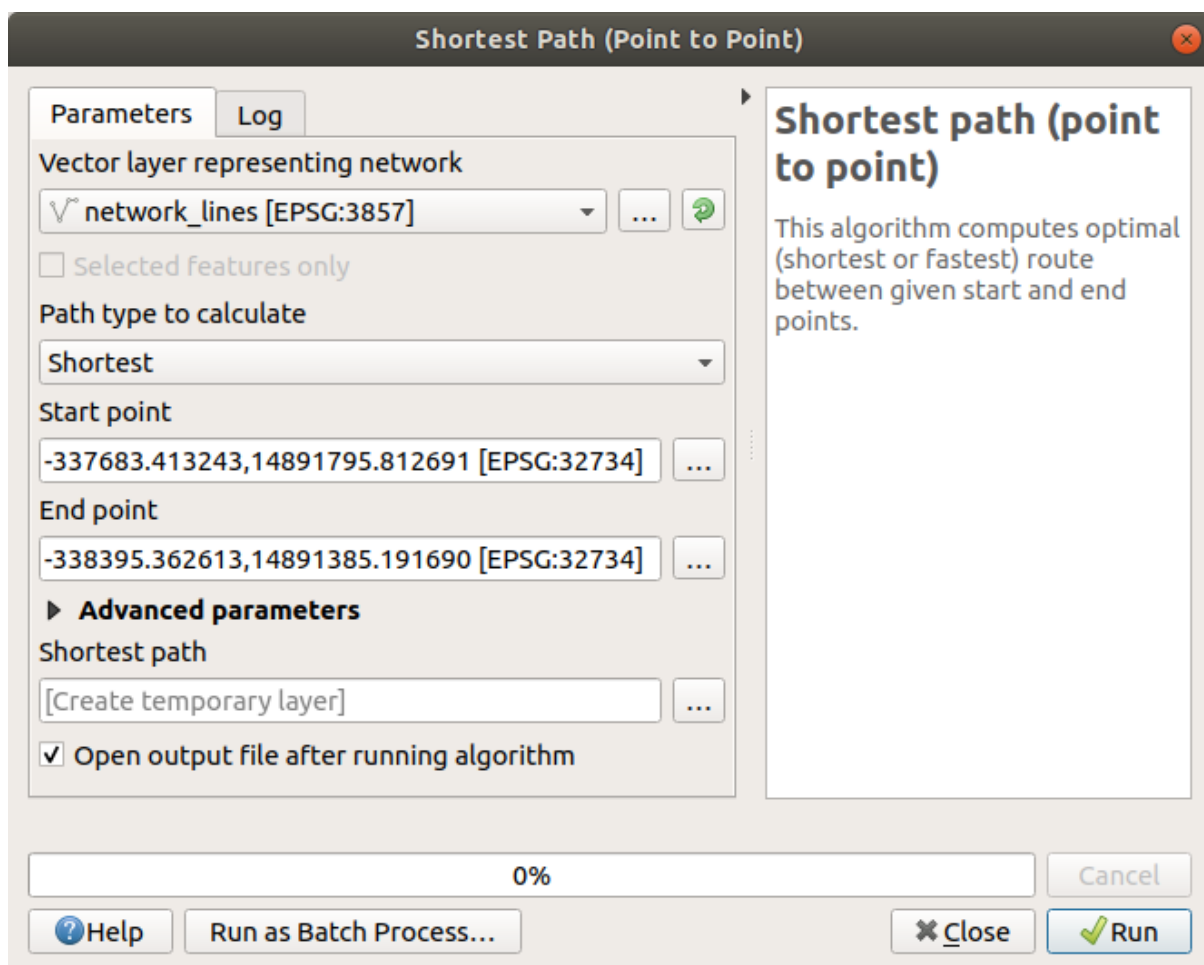 Shortest Path (Point to Point)
Parameters
Log
Vector layer representing network
network_lines [EPSG:3857]
...
Selected features only
Path type to calculate
Shortest
Start point
-337683.413243,14891795.812691 [EPSG:32734]
...
End point
-338395.362613,14891385.191690 [EPSG:32734]
...
Advanced parameters
Shortest path
[Create temporary layer]
...
Open output file after running algorithm
Shortest path (point
to point)
This algorithm computes optimal
(shortest or fastest) route
between given start and end
points.
0%
Cancel
Help
Run as Batch Process...
Close
Run